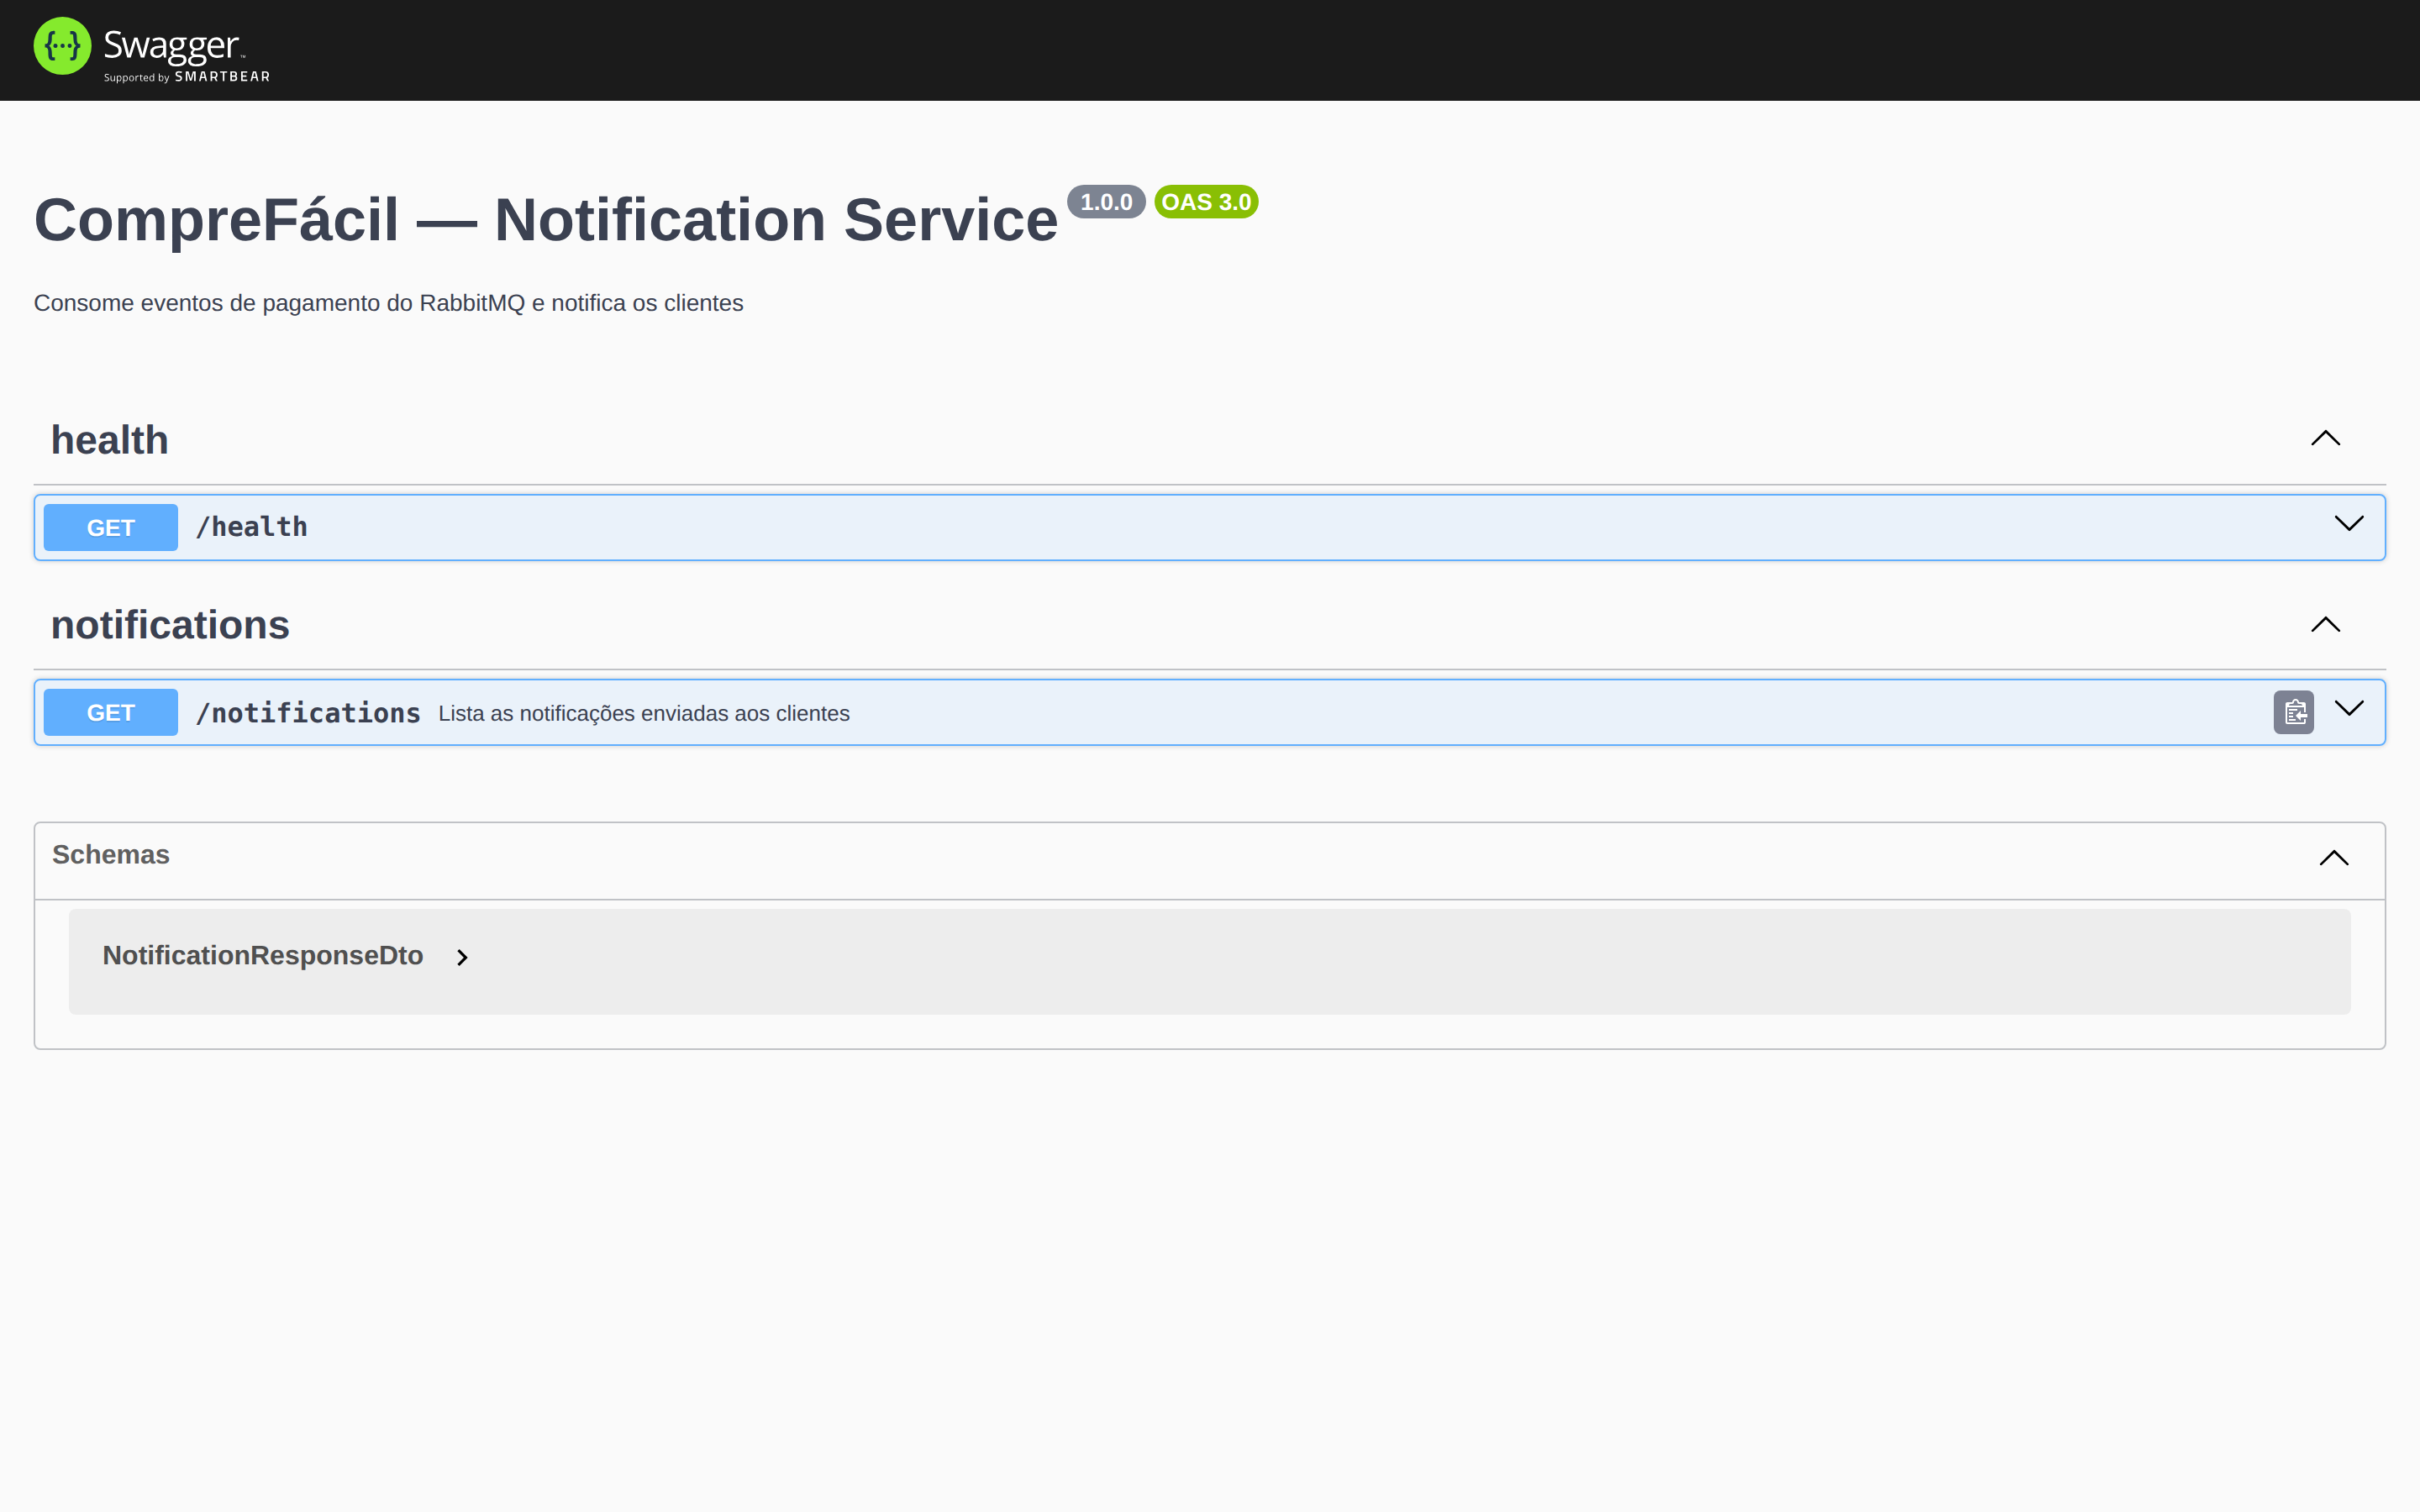 {···} Swagger™
Supported by SMARTBEAR
CompreFácil — Notification Service 1.0.0 OAS 3.0
Consome eventos de pagamento do RabbitMQ e notifica os clientes
health
GET /health
notifications
GET /notifications Lista as notificações enviadas aos clientes
Schemas
NotificationResponseDto